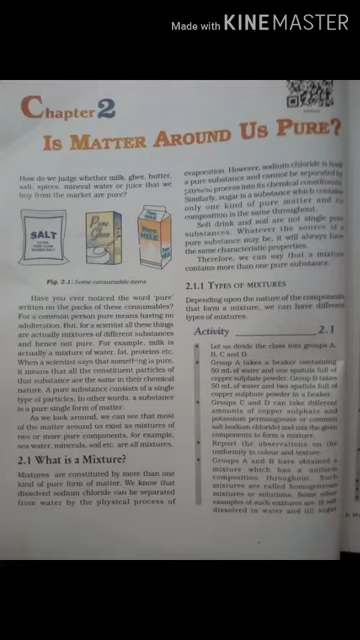 Made with KINEMASTER
Chapter 2
IS MATTER AROUND US PURE?
How do we judge whether milk, ghee, butter,
salt, spices, mineral water or juice that we
buy from the market are pure?
SALT
Pure
Ghee
MILK
Fig. 2.1: Some consumable items
Have you ever noticed the word 'pure'
written on the packs of these consumables?
For a common person pure means having no
adulteration. But, for a scientist all these things
are actually mixtures of different substances
and hence not pure. For example, milk is
actually a mixture of water, fat, proteins etc.
When a scientist says that something is pure,
it means that all the constituent particles of
that substance are the same in their chemical
nature. A pure substance consists of a single
type of particles. In other words, a substance
is a pure single form of matter.
As we look around, we can see that most
of the matter around us exist as mixtures of
two or more pure components, for example,
sea water, minerals, soil etc. are all mixtures.
2.1 What is a Mixture?
Mixtures are constituted by more than one
kind of pure form of matter. We know that
dissolved sodium chloride can be separated
from water by the physical process of
evaporation. However, sodium chloride is
a pure substance and cannot be separated by
physical process into its chemical constituents.
Similarly, sugar is a substance which contains
only one kind of pure matter and its
composition is the same throughout.
Soft drink and soil are not single pure
substances. Whatever the source of a
pure substance may be, it will always have
the same characteristic properties.
Therefore, we can say that a mixture
contains more than one pure substance.
2.1.1 TYPES OF MIXTURES
Depending upon the nature of the components
that form a mixture, we can have different
types of mixtures.
Activity 2.1
• Let us divide the class into groups A,
B, C and D.
• Group A takes a beaker containing
50 mL of water and one spatula full of
copper sulphate powder. Group B takes
50 mL of water and two spatula full of
copper sulphate powder in a beaker.
• Groups C and D can take different
amounts of copper sulphate and
potassium permanganate or common
salt (sodium chloride) and mix the given
components to form a mixture.
• Report the observations on the
uniformity in colour and texture.
• Groups A and B have obtained a
mixture which has a uniform
composition throughout. Such
mixtures are called homogeneous
mixtures or solutions. Some other
examples of such mixtures are: (i) salt
dissolved in water and (ii) sugar